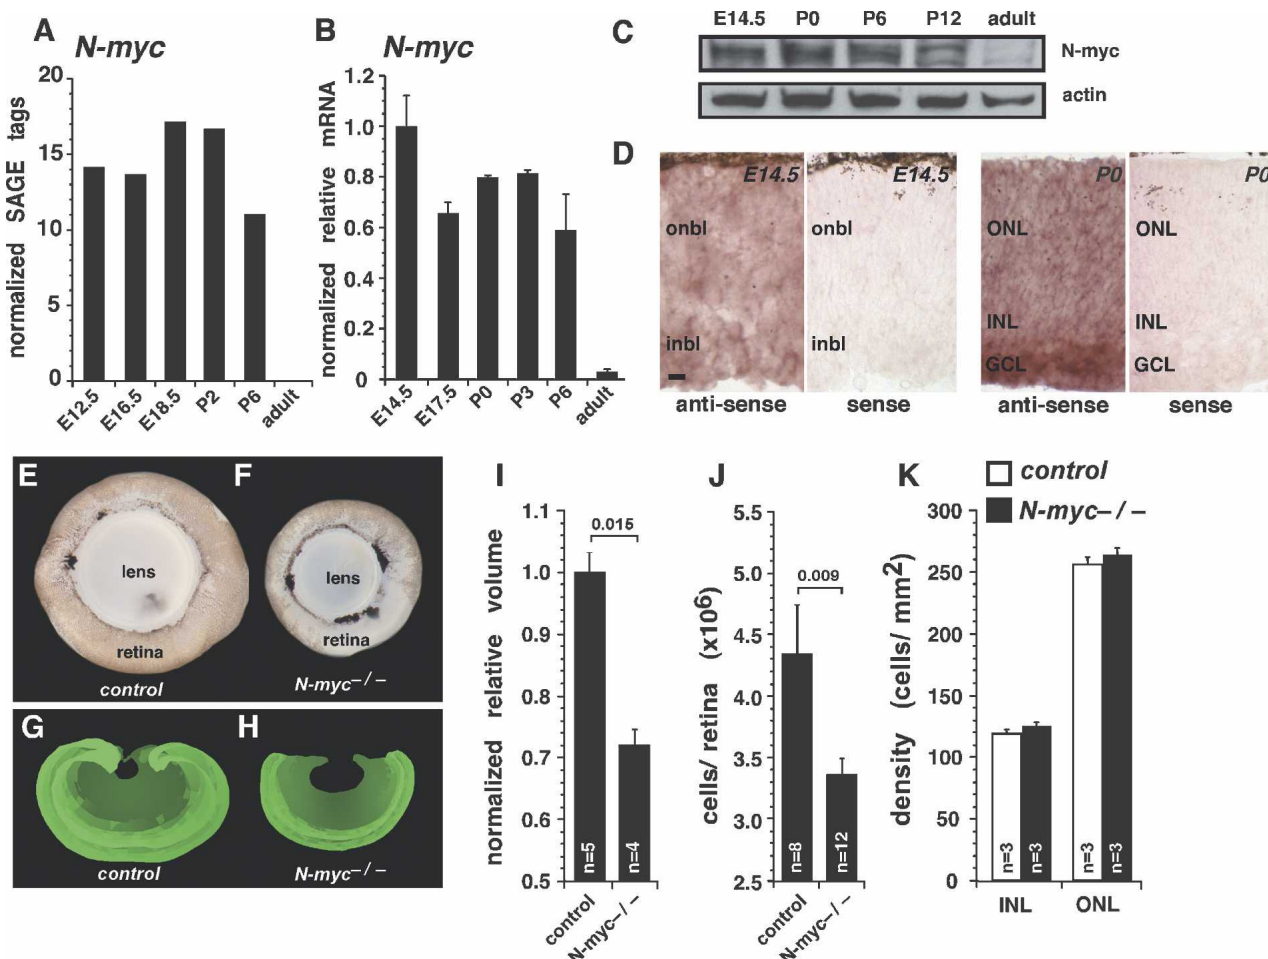 A N-myc
normalized SAGE tags
20
15
10
5
0
E12.5 E16.5 E18.5 P2 P6 adult
B N-myc
normalized relative mRNA
1.2
1.0
0.8
0.6
0.4
0.2
0
E14.5 E17.5 P0 P3 P6 adult
C
E14.5 P0 P6 P12 adult
N-myc
actin
D
E14.5 E14.5 P0 P0
onbl onbl ONL ONL
inbl inbl INL INL
GCL GCL
anti-sense sense anti-sense sense
E F
lens lens
retina retina
control N-myc–/–
G H
control N-myc–/–
I
normalized relative volume
1.1
1.0
0.9
0.8
0.7
0.6
0.5
0.015
n=5 n=4
control N-myc–/–
J
cells/ retina (x10⁶)
5.5
5.0
4.5
4.0
3.5
3.0
2.5
0.009
n=8 n=12
control N-myc–/–
K
control
N-myc–/–
density (cells/ mm²)
300
250
200
150
100
50
0
n=3 n=3 n=3 n=3
INL ONL